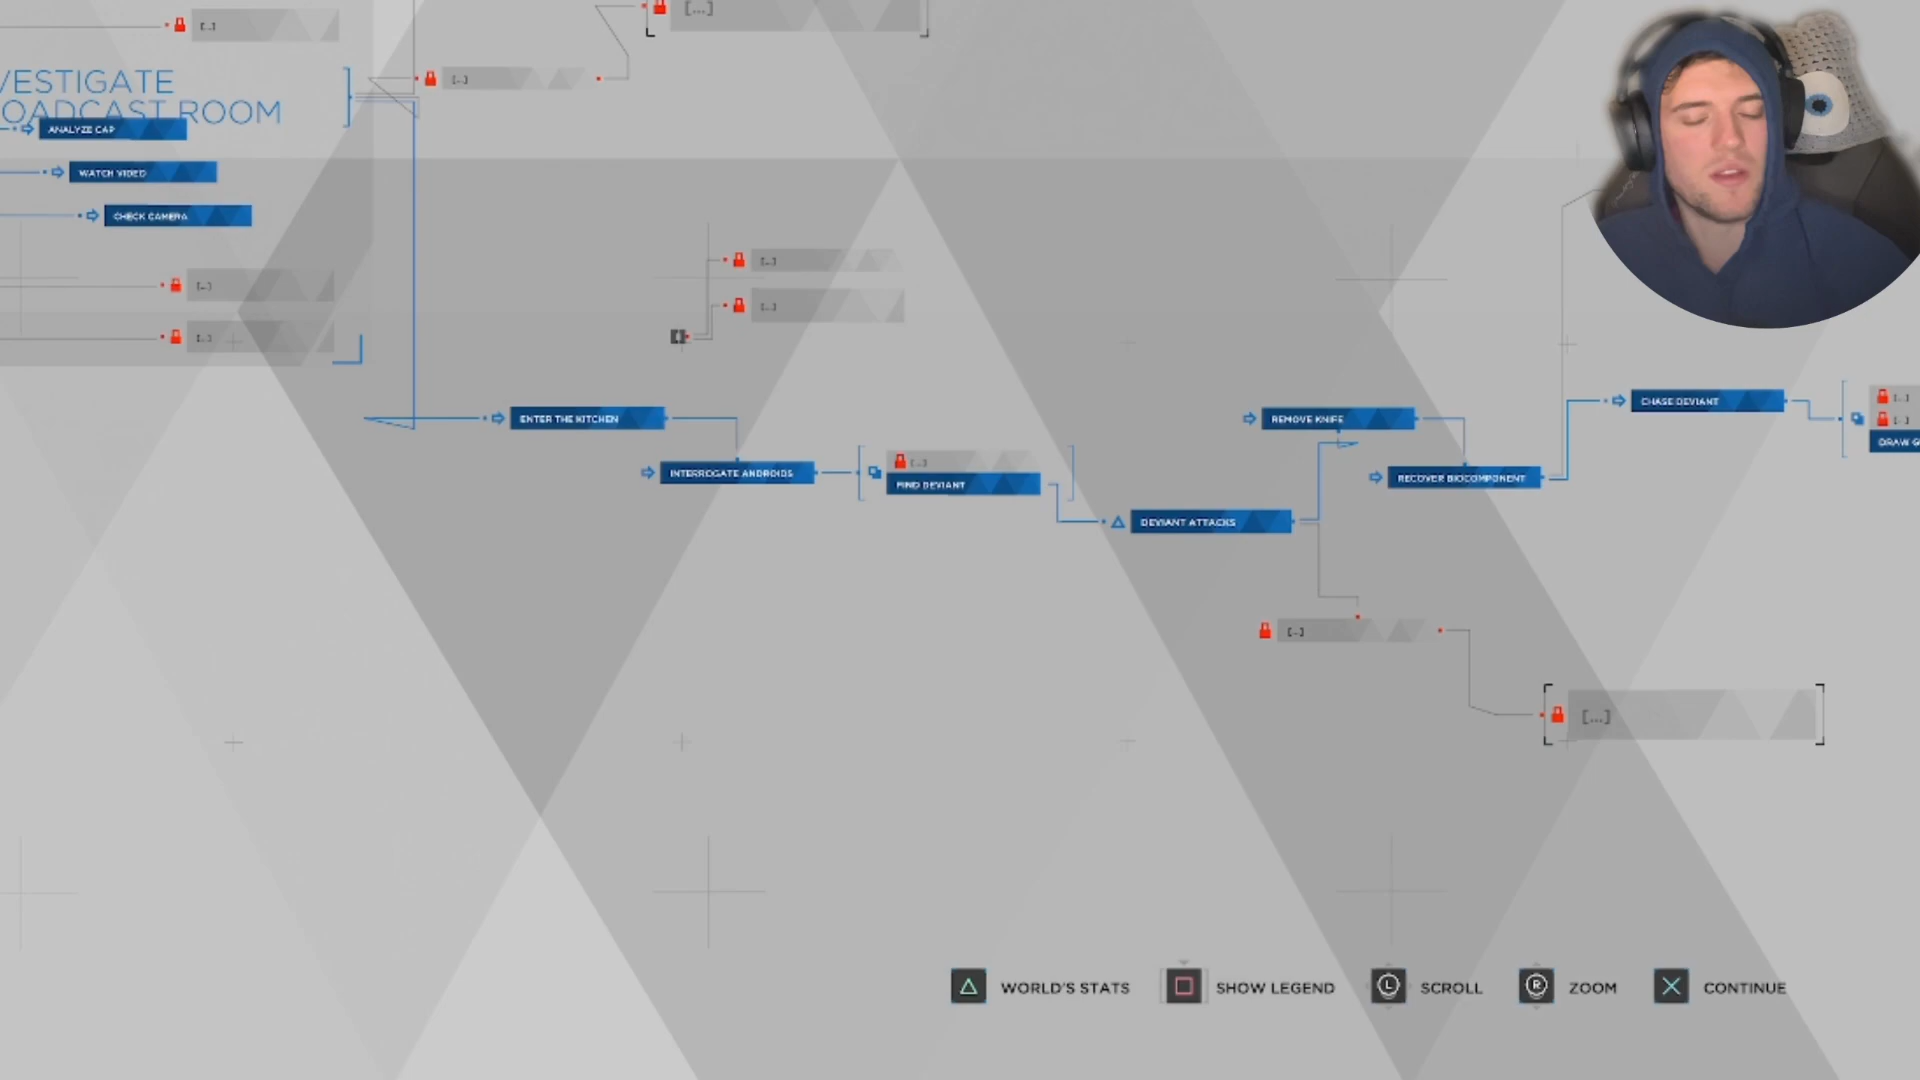 [...]
[...]
[...]
VESTIGATE
OADCAST ROOM
ANALYZE CAP
WATCH VIDEO
CHECK CAMERA
[...]
[...]
[...]
[...]
ENTER THE KITCHEN
INTERROGATE ANDROIDS
[...]
FIND DEVIANT
DEVIANT ATTACKS
REMOVE KNIFE
RECOVER BIOCOMPONENT
CHASE DEVIANT
[...]
[...]
DRAW G
[...]
[...]
WORLD'S STATS
SHOW LEGEND
L SCROLL
R ZOOM
CONTINUE